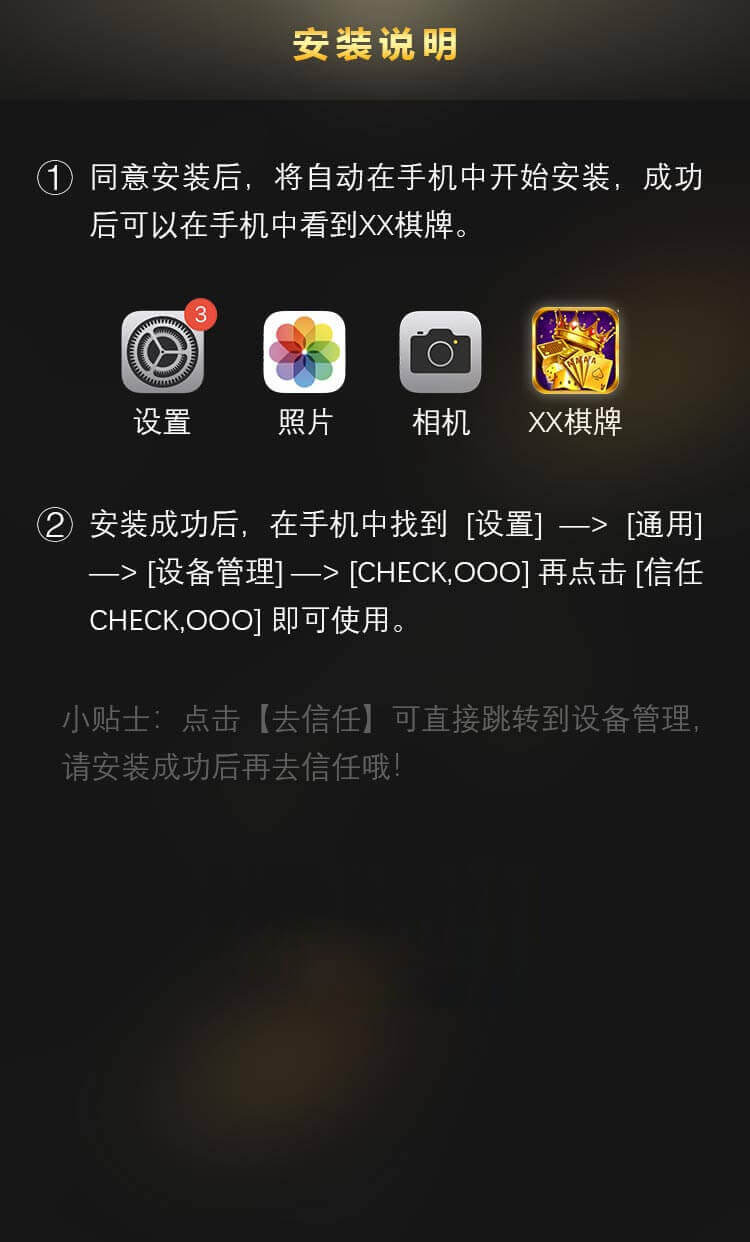 安装说明
① 同意安装后，将自动在手机中开始安装，成功
后可以在手机中看到XX棋牌。
3
设置 照片 相机 XX棋牌
② 安装成功后，在手机中找到 [设置] —> [通用]
—> [设备管理] —> [CHECK,OOO] 再点击 [信任
CHECK,OOO] 即可使用。
小贴士：点击【去信任】可直接跳转到设备管理，
请安装成功后再去信任哦！